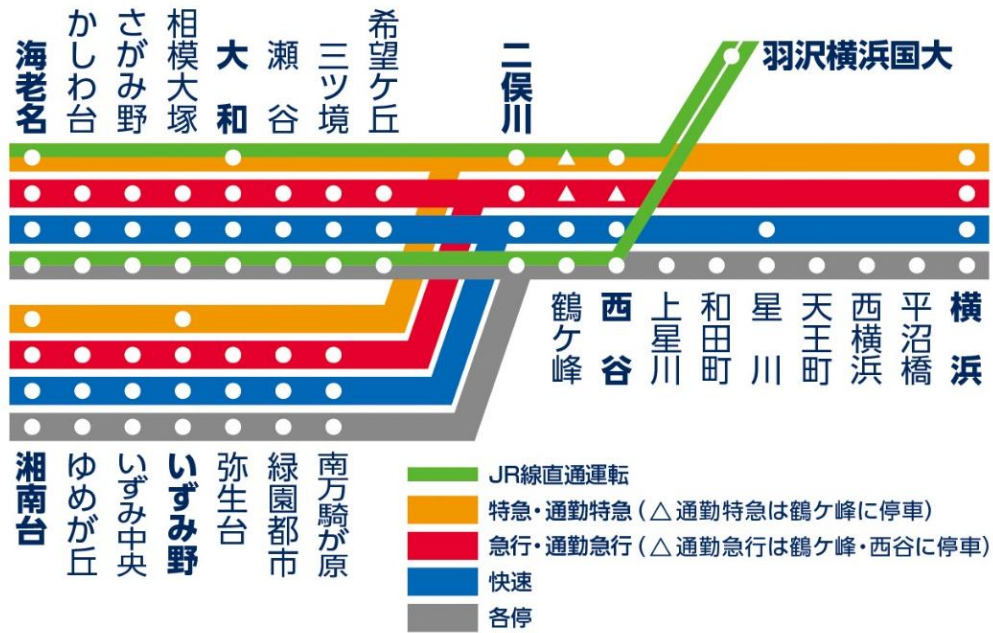 海老名
かしわ台
さがみ野
相模大塚
大和
瀬谷
三ツ境
希望ケ丘
二俣川
羽沢横浜国大
鶴ケ峰
西谷
上星川
和田町
星川
天王町
西横浜
平沼橋
横浜
湘南台
ゆめが丘
いずみ中央
いずみ野
弥生台
緑園都市
南万騎が原
JR線直通運転
特急・通勤特急(△通勤特急は鶴ケ峰に停車)
急行・通勤急行(△通勤急行は鶴ケ峰・西谷に停車)
快速
各停